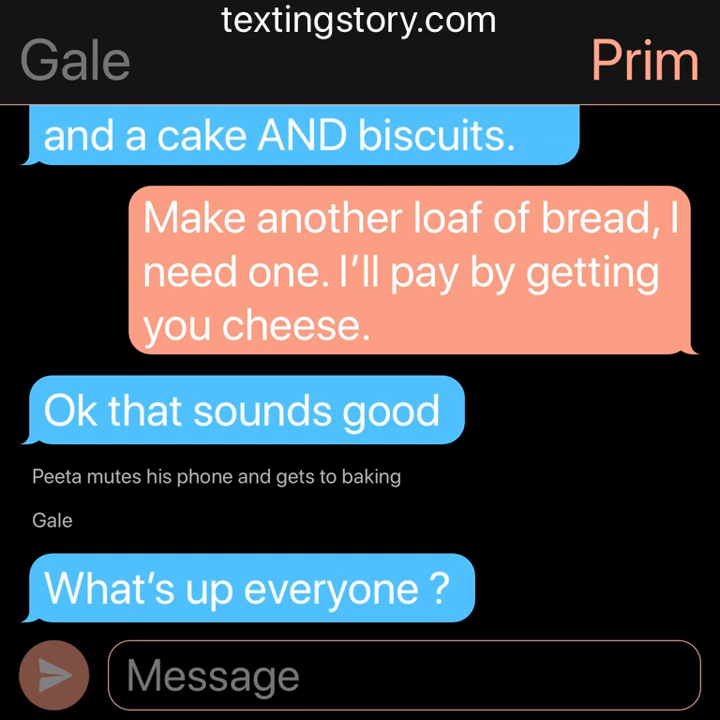 textingstory.com
Gale
Prim
and a cake AND biscuits.
Make another loaf of bread, I
need one. I’ll pay by getting
you cheese.
Ok that sounds good
Peeta mutes his phone and gets to baking
Gale
What’s up everyone ?
Message